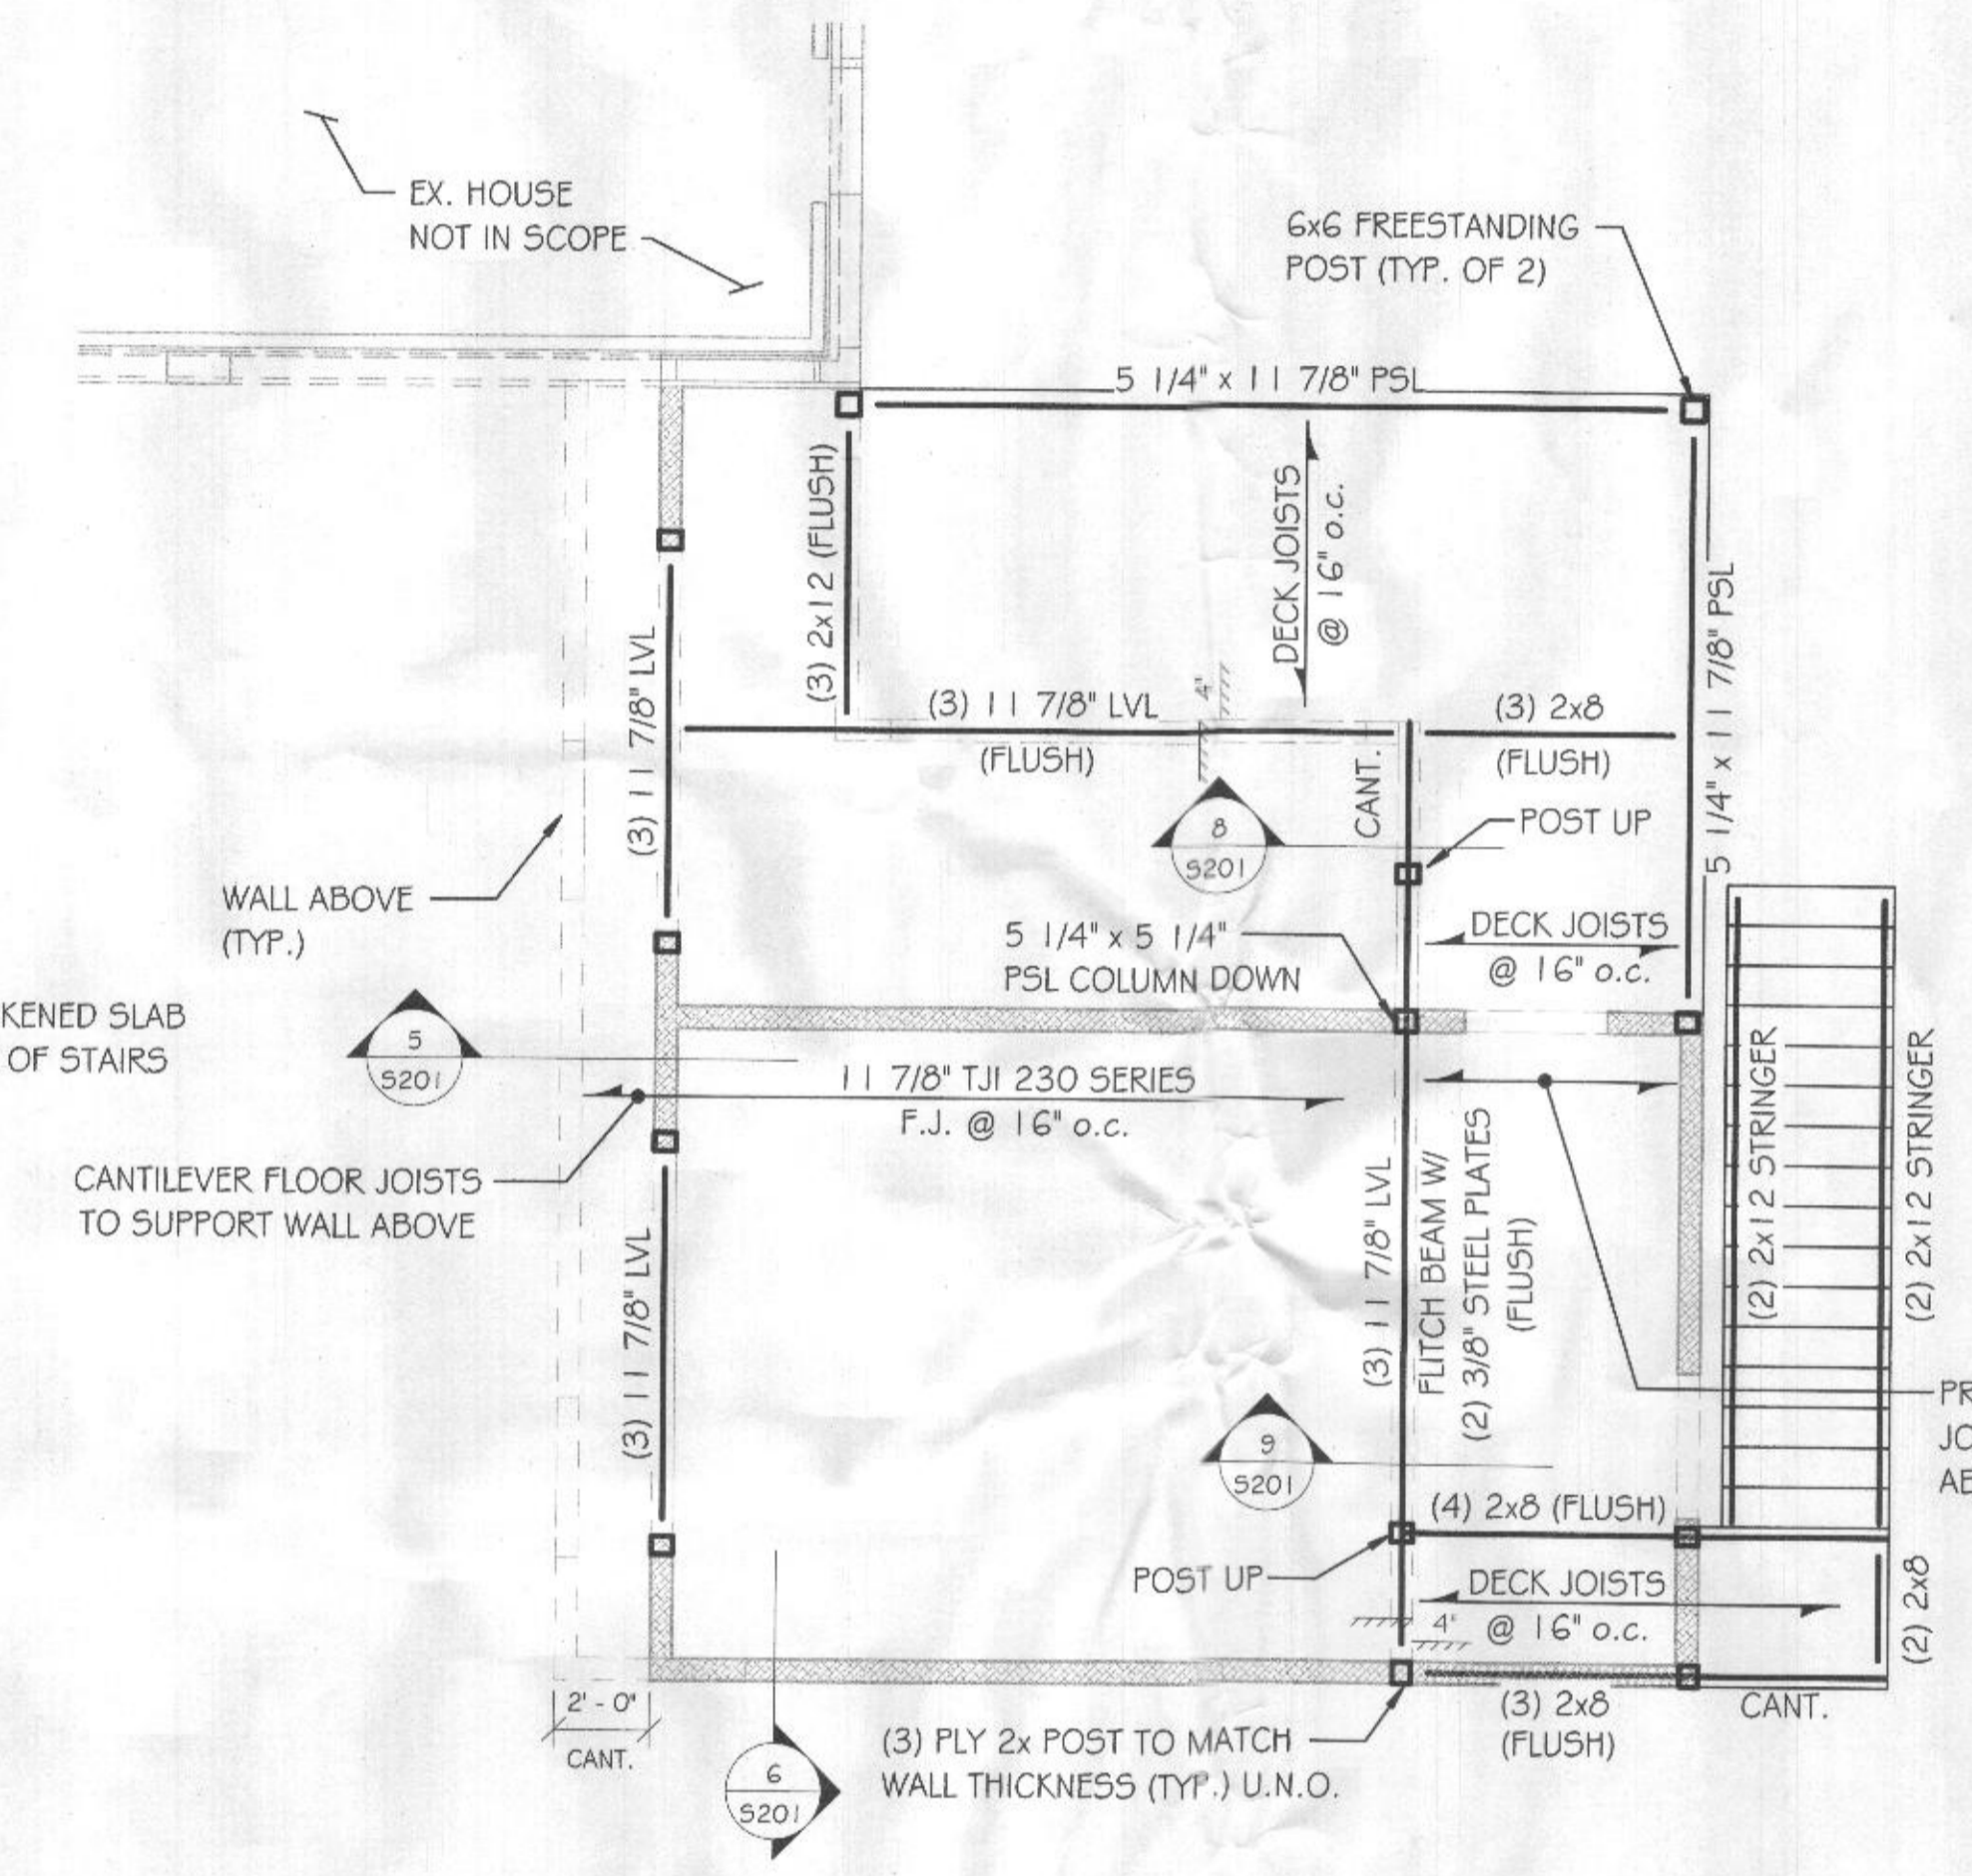 EX. HOUSE
NOT IN SCOPE
6x6 FREESTANDING
POST (TYP. OF 2)
5 1/4" x 11 7/8" PSL
(3) 2x12 (FLUSH)
DECK JOISTS
@ 16" o.c.
5 1/4" x 11 7/8" PSL
(3) 11 7/8" LVL
(3) 11 7/8" LVL
(FLUSH)
4"
(3) 2x8
(FLUSH)
CANT.
8
S201
POST UP
WALL ABOVE
(TYP.)
5 1/4" x 5 1/4"
PSL COLUMN DOWN
DECK JOISTS
@ 16" o.c.
KENED SLAB
OF STAIRS
5
S201
11 7/8" TJI 230 SERIES
F.J. @ 16" o.c.
CANTILEVER FLOOR JOISTS
TO SUPPORT WALL ABOVE
(3) 11 7/8" LVL
(3) 11 7/8" LVL
FLITCH BEAM W/
(2) 3/8" STEEL PLATES
(FLUSH)
(2) 2x12 STRINGER
(2) 2x12 STRINGER
PR
JO
AB
9
S201
(4) 2x8 (FLUSH)
POST UP
DECK JOISTS
@ 16" o.c.
4"
(2) 2x8
2' - 0"
CANT.
6
S201
(3) PLY 2x POST TO MATCH
WALL THICKNESS (TYP.) U.N.O.
(3) 2x8
(FLUSH)
CANT.